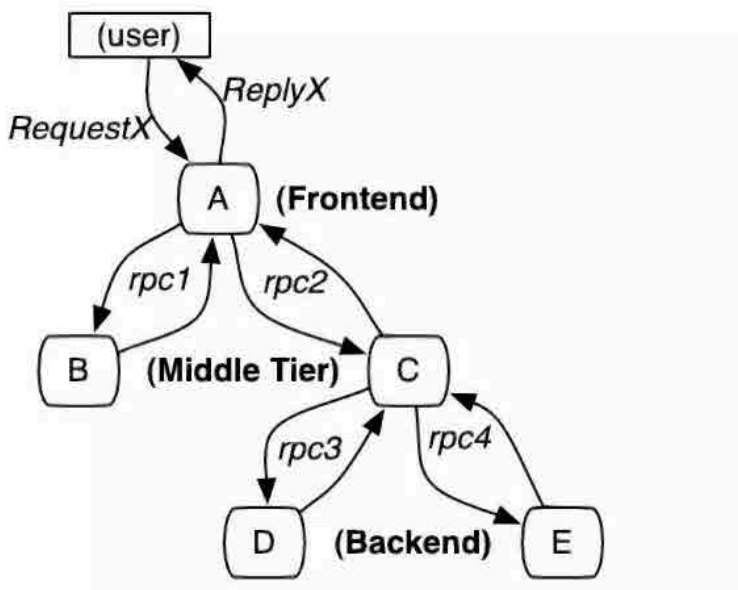 (user)
ReplyX
RequestX
A (Frontend)
rpc1 rpc2
B (Middle Tier) C
rpc3 rpc4
D (Backend) E